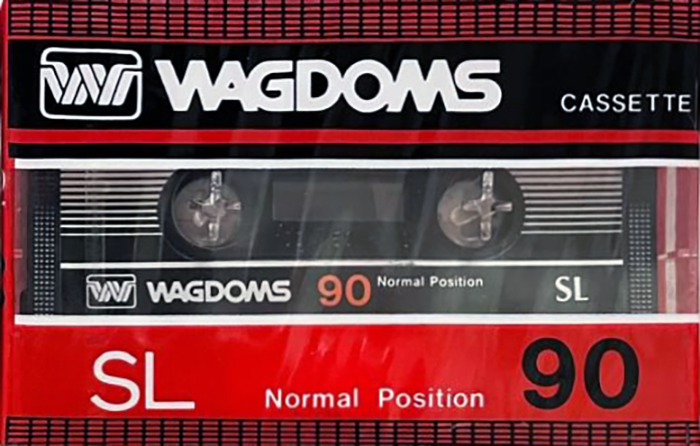 W WAGDOMS
CASSETTE
W WAGDOMS 90 Normal Position SL
SL Normal Position 90